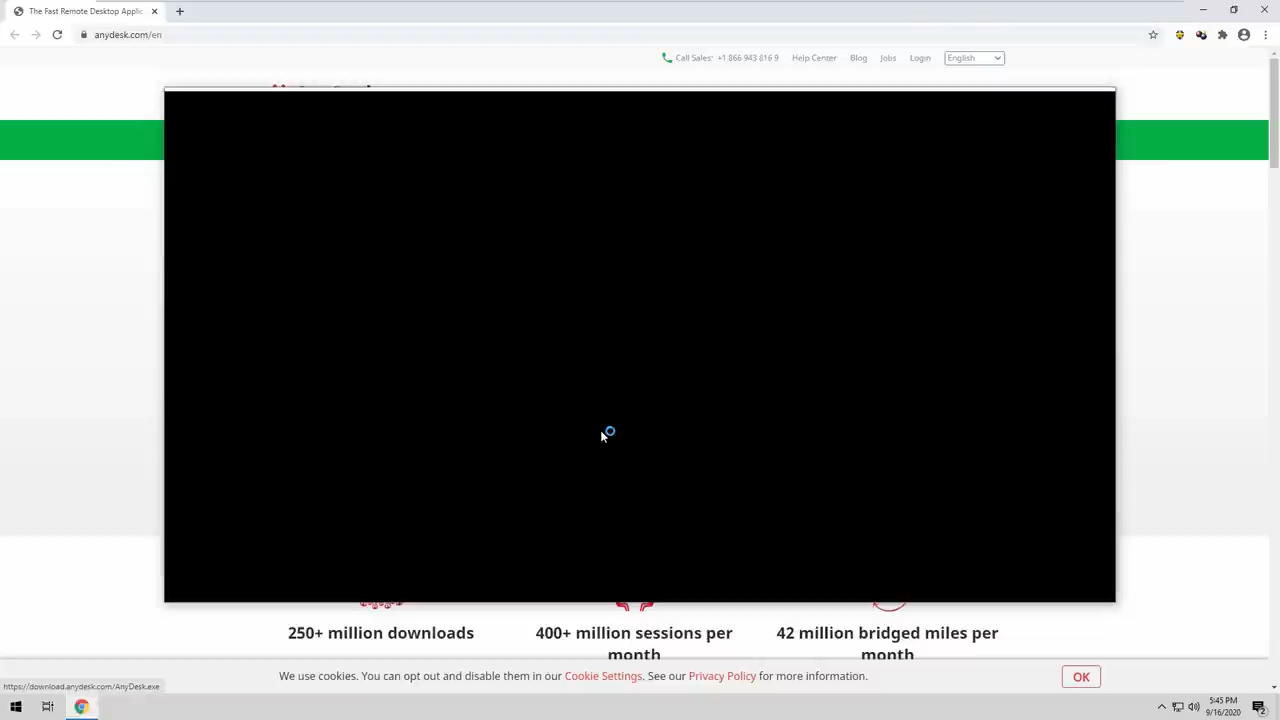 The Fast Remote Desktop Applic
anydesk.com/en
Call Sales: +1 866 943 816 9 Help Center Blog Jobs Login English
250+ million downloads
400+ million sessions per
month
42 million bridged miles per
month
We use cookies. You can opt out and disable them in our Cookie Settings. See our Privacy Policy for more information.
OK
https://download.anydesk.com/AnyDesk.exe
5:45 PM
9/16/2020
2